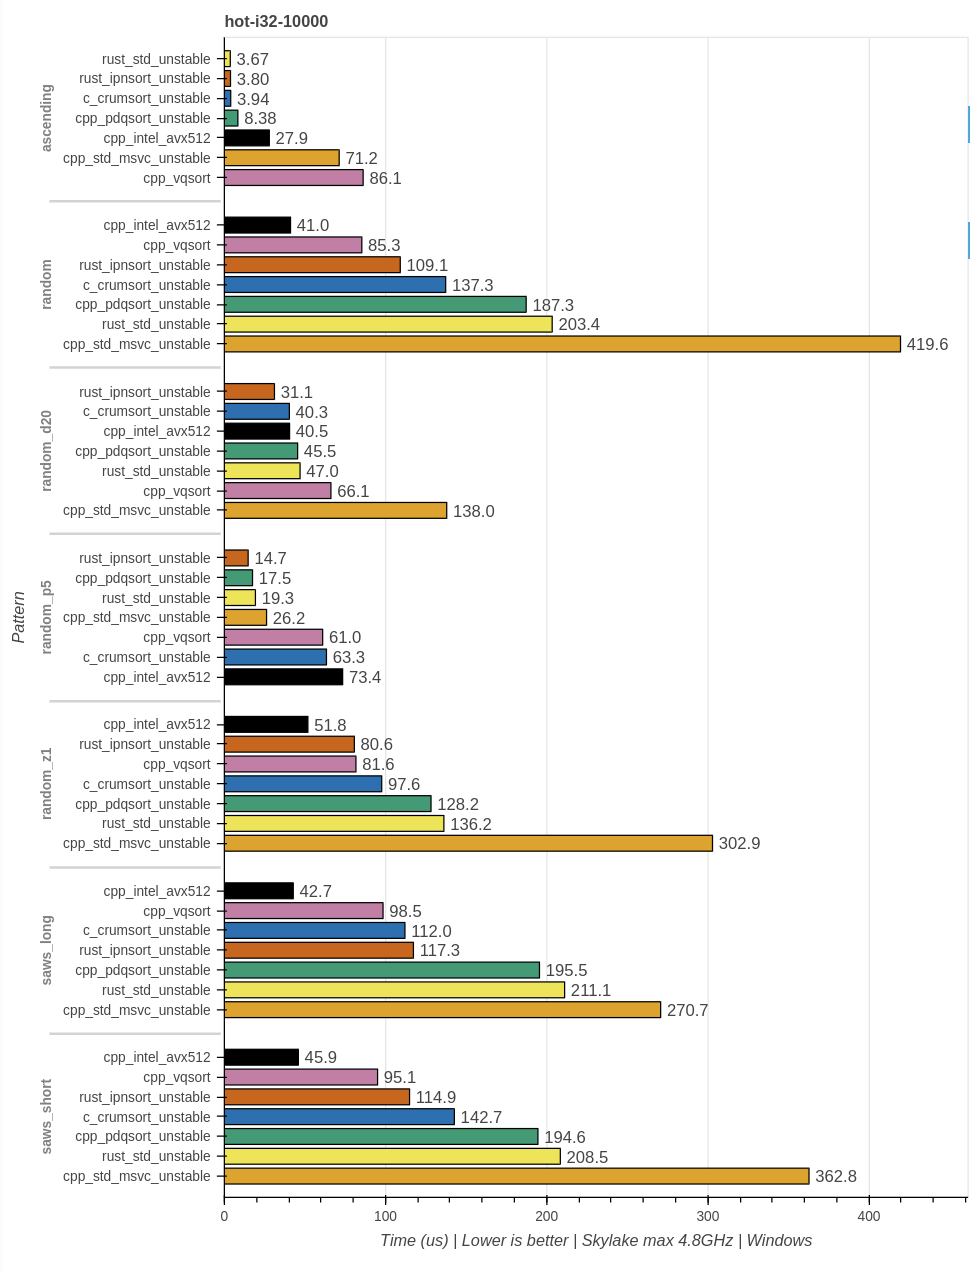 hot-i32-10000
Pattern
ascending
rust_std_unstable 3.67
rust_ipnsort_unstable 3.80
c_crumsort_unstable 3.94
cpp_pdqsort_unstable 8.38
cpp_intel_avx512 27.9
cpp_std_msvc_unstable 71.2
cpp_vqsort 86.1
random
cpp_intel_avx512 41.0
cpp_vqsort 85.3
rust_ipnsort_unstable 109.1
c_crumsort_unstable 137.3
cpp_pdqsort_unstable 187.3
rust_std_unstable 203.4
cpp_std_msvc_unstable 419.6
random_d20
rust_ipnsort_unstable 31.1
c_crumsort_unstable 40.3
cpp_intel_avx512 40.5
cpp_pdqsort_unstable 45.5
rust_std_unstable 47.0
cpp_vqsort 66.1
cpp_std_msvc_unstable 138.0
random_p5
rust_ipnsort_unstable 14.7
cpp_pdqsort_unstable 17.5
rust_std_unstable 19.3
cpp_std_msvc_unstable 26.2
cpp_vqsort 61.0
c_crumsort_unstable 63.3
cpp_intel_avx512 73.4
random_z1
cpp_intel_avx512 51.8
rust_ipnsort_unstable 80.6
cpp_vqsort 81.6
c_crumsort_unstable 97.6
cpp_pdqsort_unstable 128.2
rust_std_unstable 136.2
cpp_std_msvc_unstable 302.9
saws_long
cpp_intel_avx512 42.7
cpp_vqsort 98.5
c_crumsort_unstable 112.0
rust_ipnsort_unstable 117.3
cpp_pdqsort_unstable 195.5
rust_std_unstable 211.1
cpp_std_msvc_unstable 270.7
saws_short
cpp_intel_avx512 45.9
cpp_vqsort 95.1
rust_ipnsort_unstable 114.9
c_crumsort_unstable 142.7
cpp_pdqsort_unstable 194.6
rust_std_unstable 208.5
cpp_std_msvc_unstable 362.8
0 100 200 300 400
Time (us) | Lower is better | Skylake max 4.8GHz | Windows